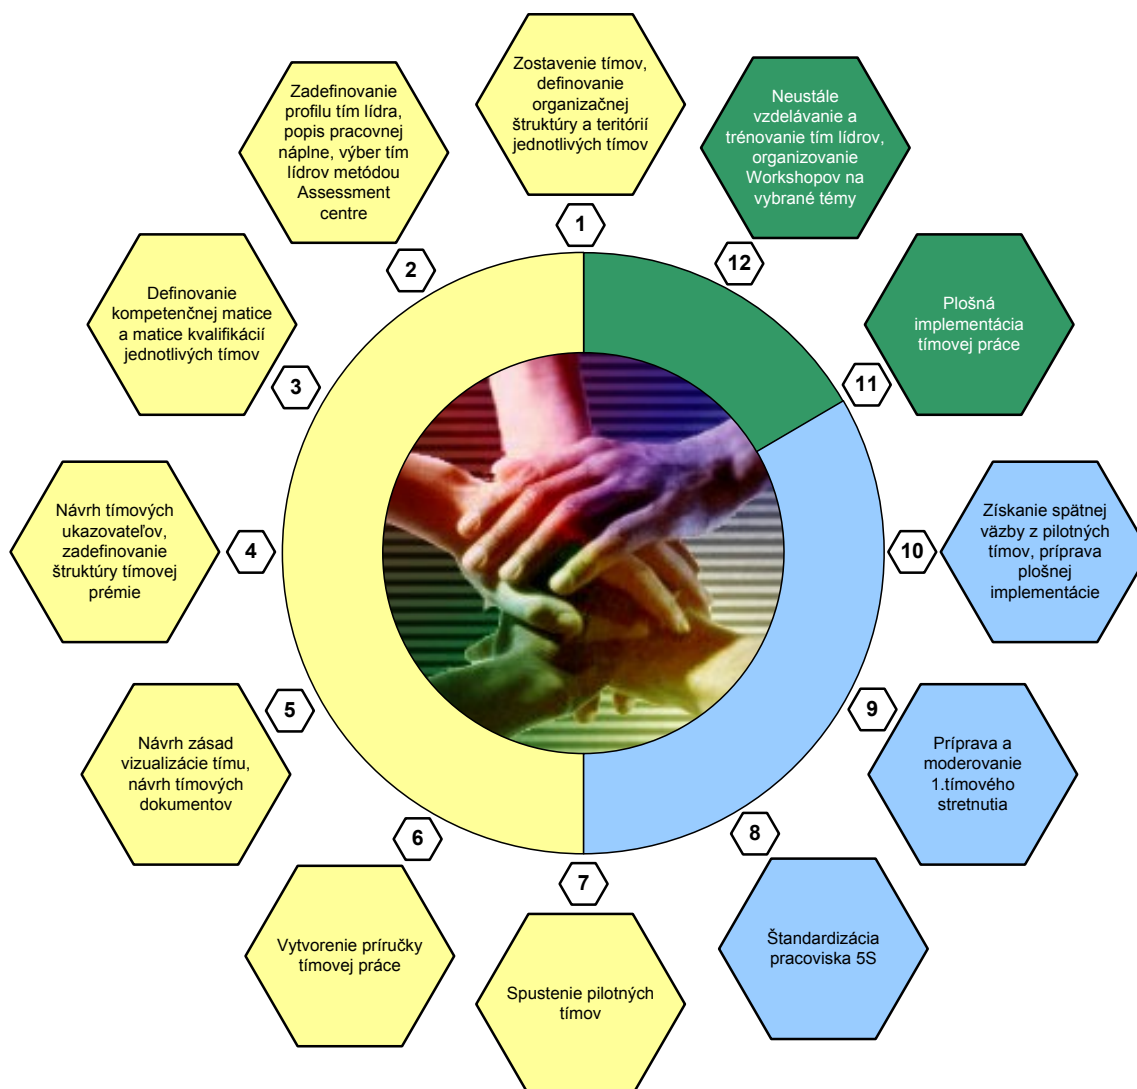 Zostavenie tímov,
definovanie
organizačnej
štruktúry a teritórií
jednotlivých tímov
1
Zadefinovanie
profilu tím lídra,
popis pracovnej
náplne, výber tím
lídrov metódou
Assessment
centre
2
Definovanie
kompetenčnej matice
a matice kvalifikácií
jednotlivých tímov
3
Návrh tímových
ukazovateľov,
zadefinovanie
štruktúry tímovej
prémie
4
Návrh zásad
vizualizácie tímu,
návrh tímových
dokumentov
5
Vytvorenie príručky
tímovej práce
6
Spustenie pilotných
tímov
7
Štandardizácia
pracoviska 5S
8
Príprava a
moderovanie
1.tímového
stretnutia
9
Získanie spätnej
väzby z pilotných
tímov, príprava
plošnej
implementácie
10
Plošná
implementácia
tímovej práce
11
Neustále
vzdelávanie a
trénovanie tím lídrov,
organizovanie
Workshopov na
vybrané témy
12